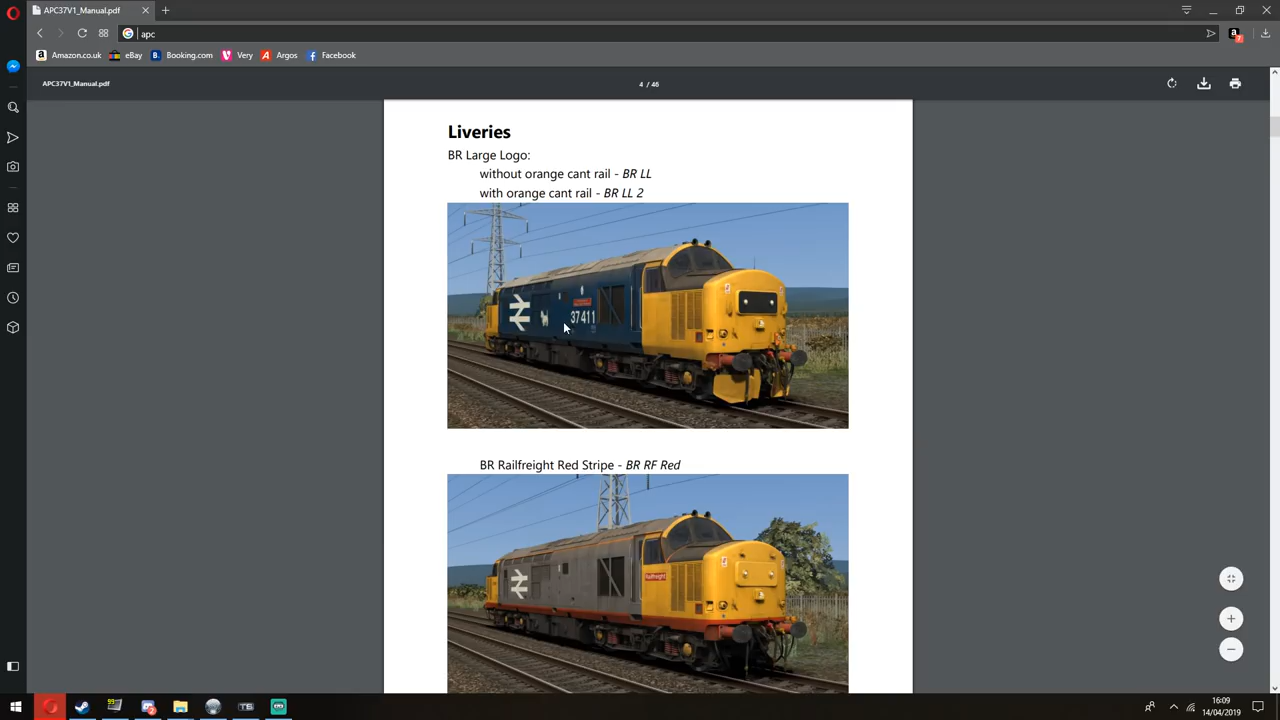 APC37V1_Manual.pdf
apc
7
Amazon.co.uk eBay Booking.com Very Argos Facebook
APC37V1_Manual.pdf
4 / 46
Liveries
BR Large Logo:
without orange cant rail - BR LL
with orange cant rail - BR LL 2
37411
BR Railfreight Red Stripe - BR RF Red
Railfreight
16:09
14/04/2019